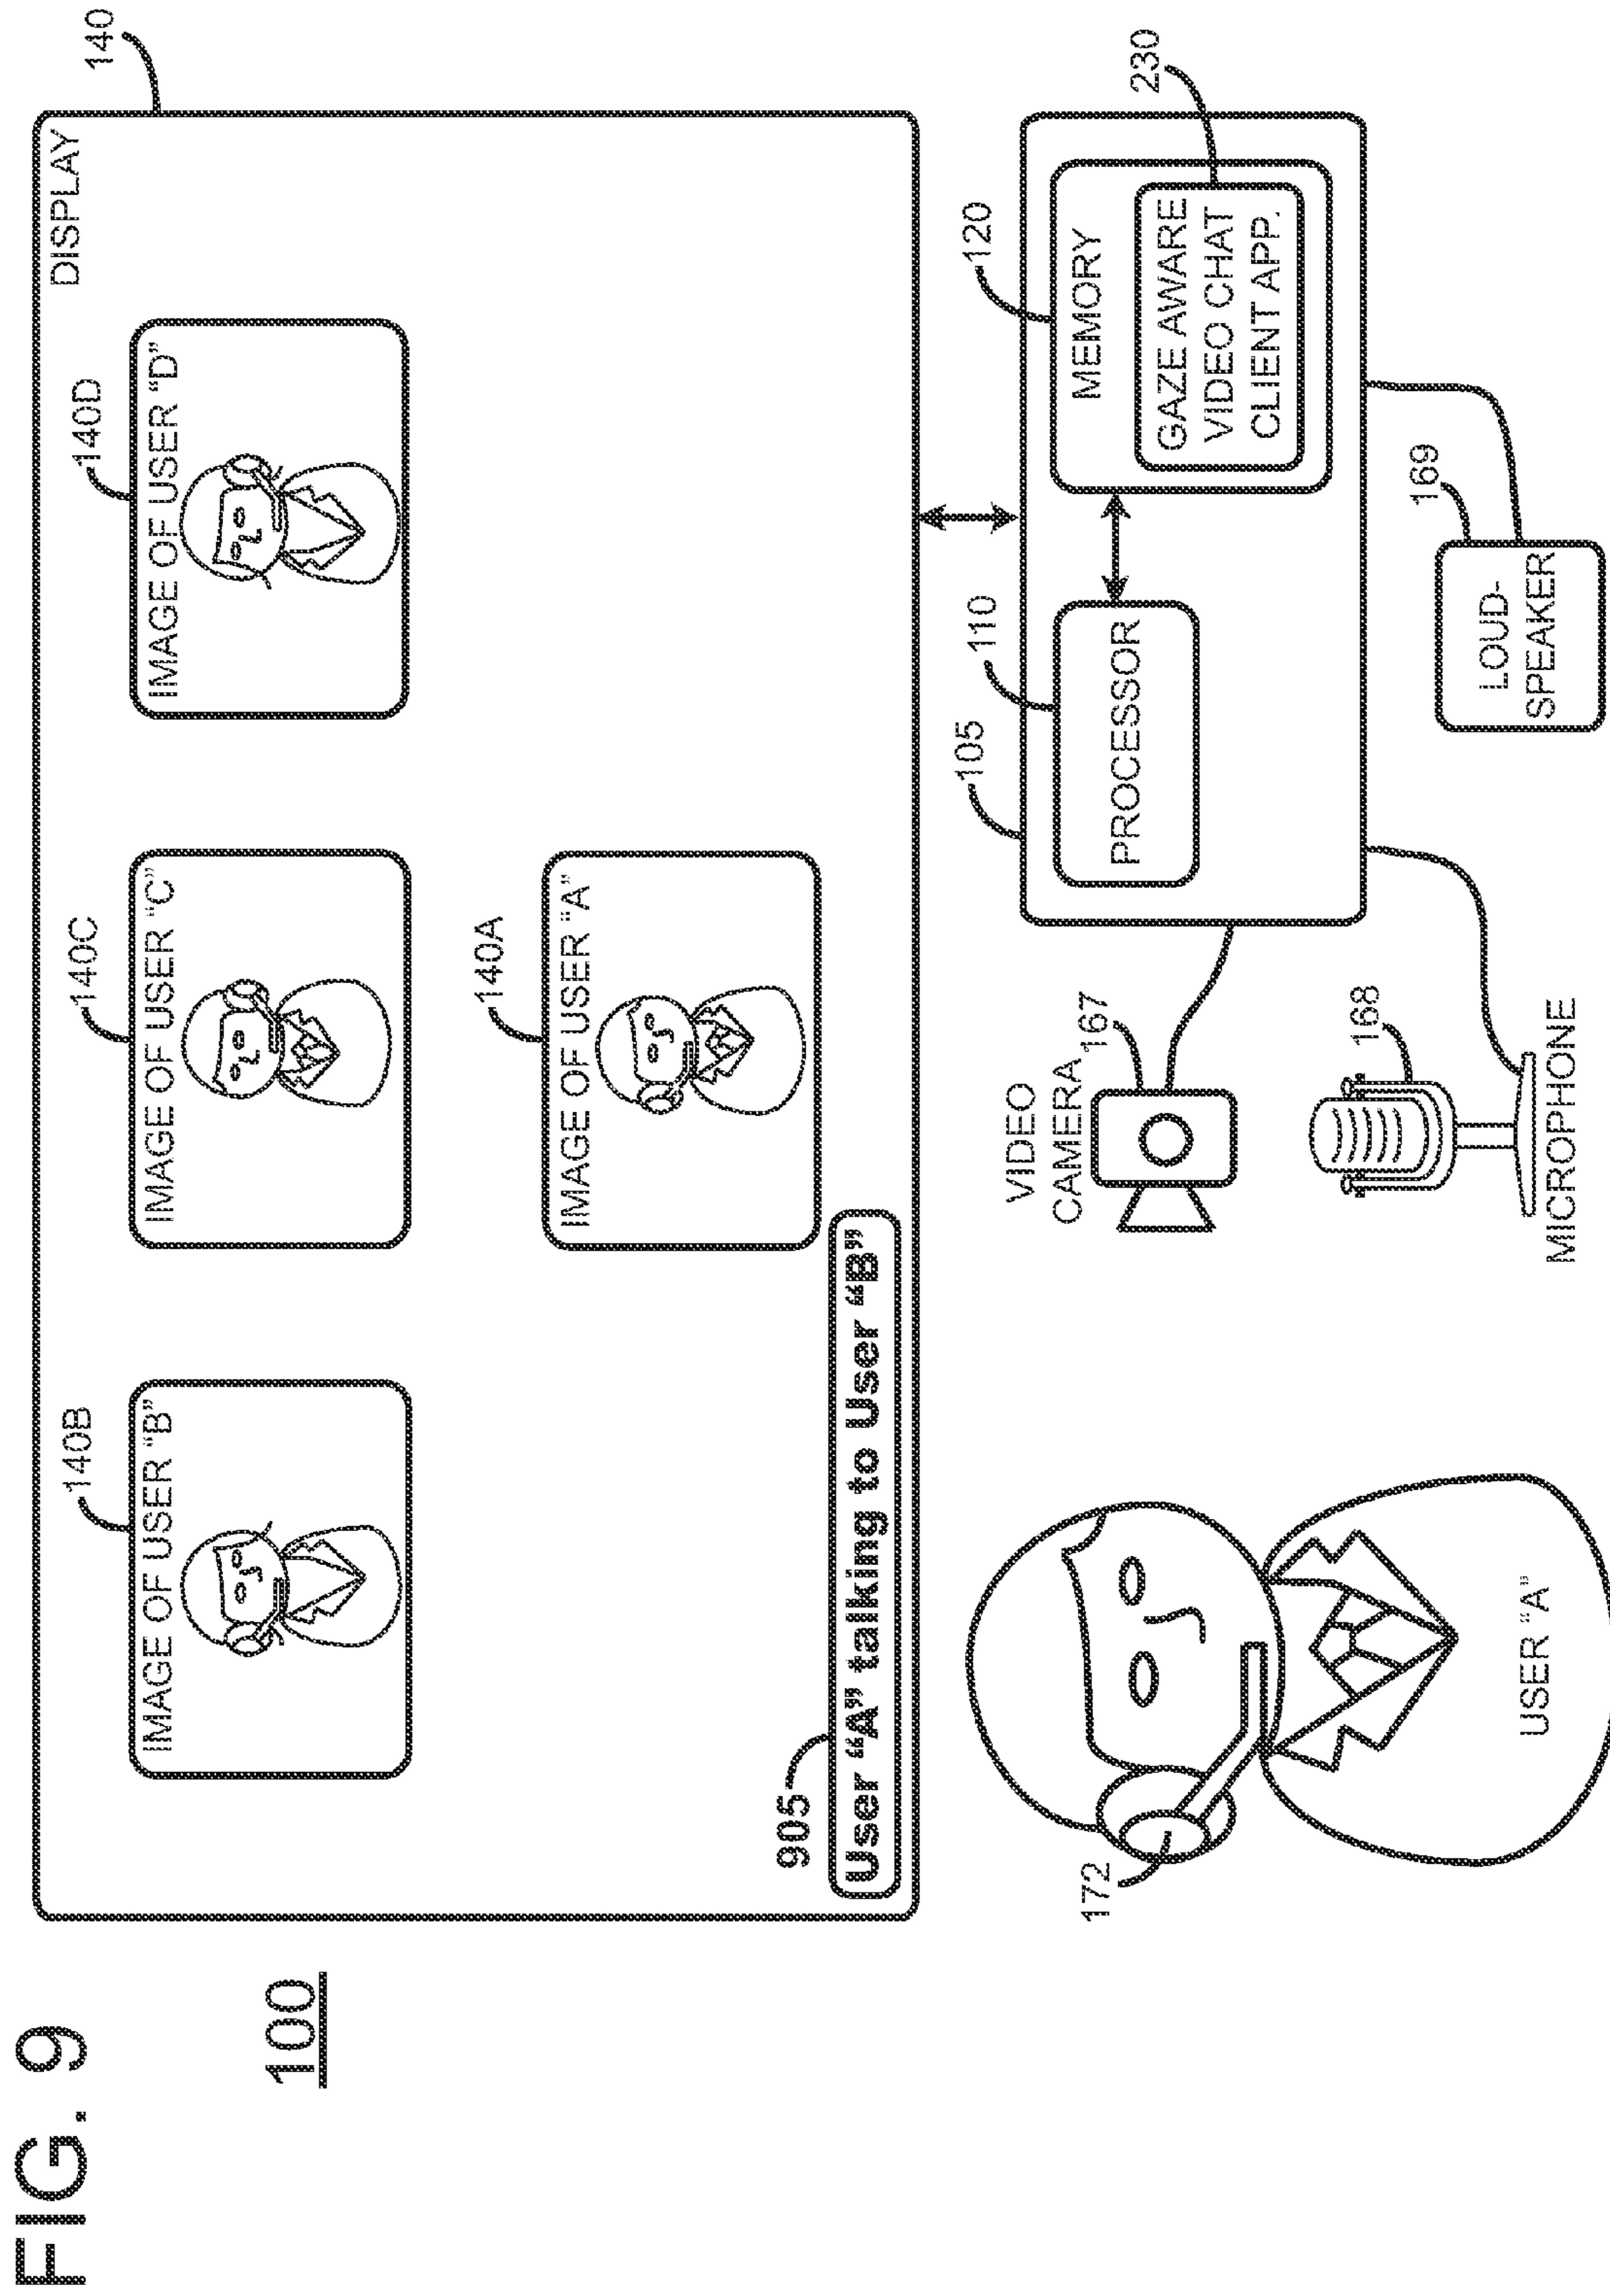 FIG. 9
100
140
DISPLAY
140B
IMAGE OF USER “B”
140C
IMAGE OF USER “C”
140D
IMAGE OF USER “D”
140A
IMAGE OF USER “A”
905
User “A” talking to User “B”
172
USER “A”
VIDEO
CAMERA
167
168
MICROPHONE
105
110
PROCESSOR
120
MEMORY
230
GAZE AWARE
VIDEO CHAT
CLIENT APP.
169
LOUD-
SPEAKER